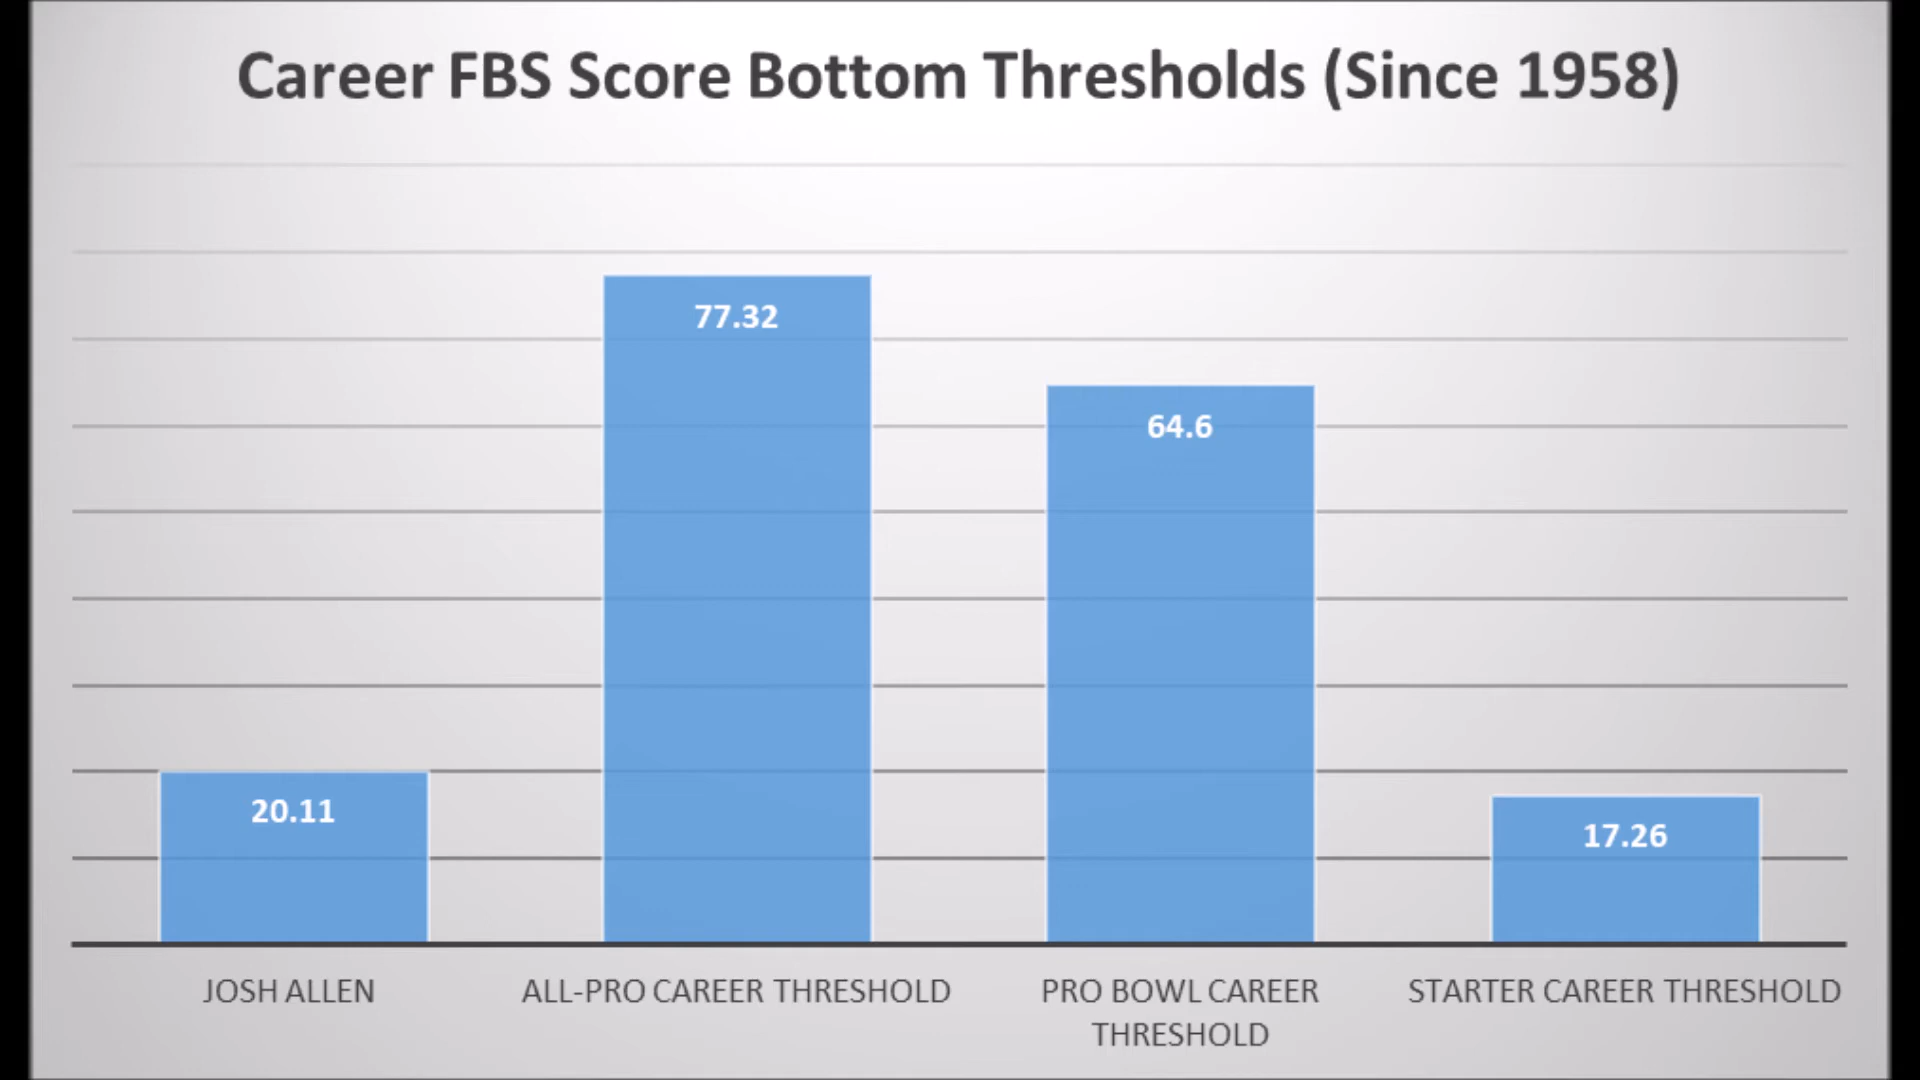 Career FBS Score Bottom Thresholds (Since 1958)
77.32
64.6
20.11
17.26
JOSH ALLEN
ALL-PRO CAREER THRESHOLD
PRO BOWL CAREER
THRESHOLD
STARTER CAREER THRESHOLD